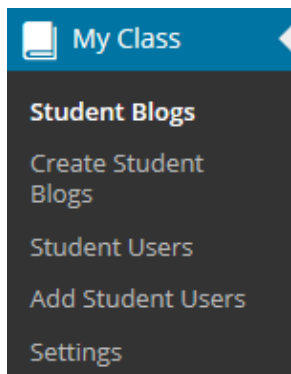 My Class
Student Blogs
Create Student
Blogs
Student Users
Add Student Users
Settings